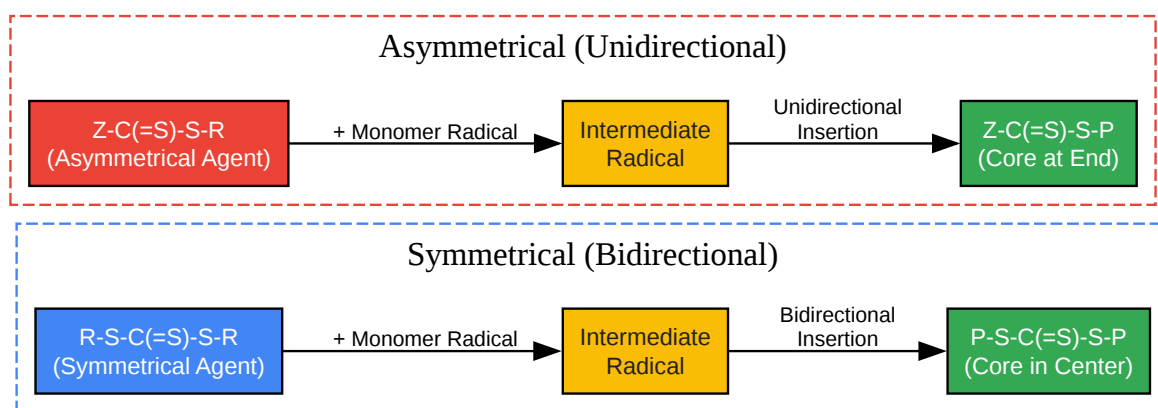 Asymmetrical (Unidirectional)
Z-C(=S)-S-R
(Asymmetrical Agent)
+ Monomer Radical
Intermediate
Radical
Unidirectional
Insertion
Z-C(=S)-S-P
(Core at End)
Symmetrical (Bidirectional)
R-S-C(=S)-S-R
(Symmetrical Agent)
+ Monomer Radical
Intermediate
Radical
Bidirectional
Insertion
P-S-C(=S)-S-P
(Core in Center)